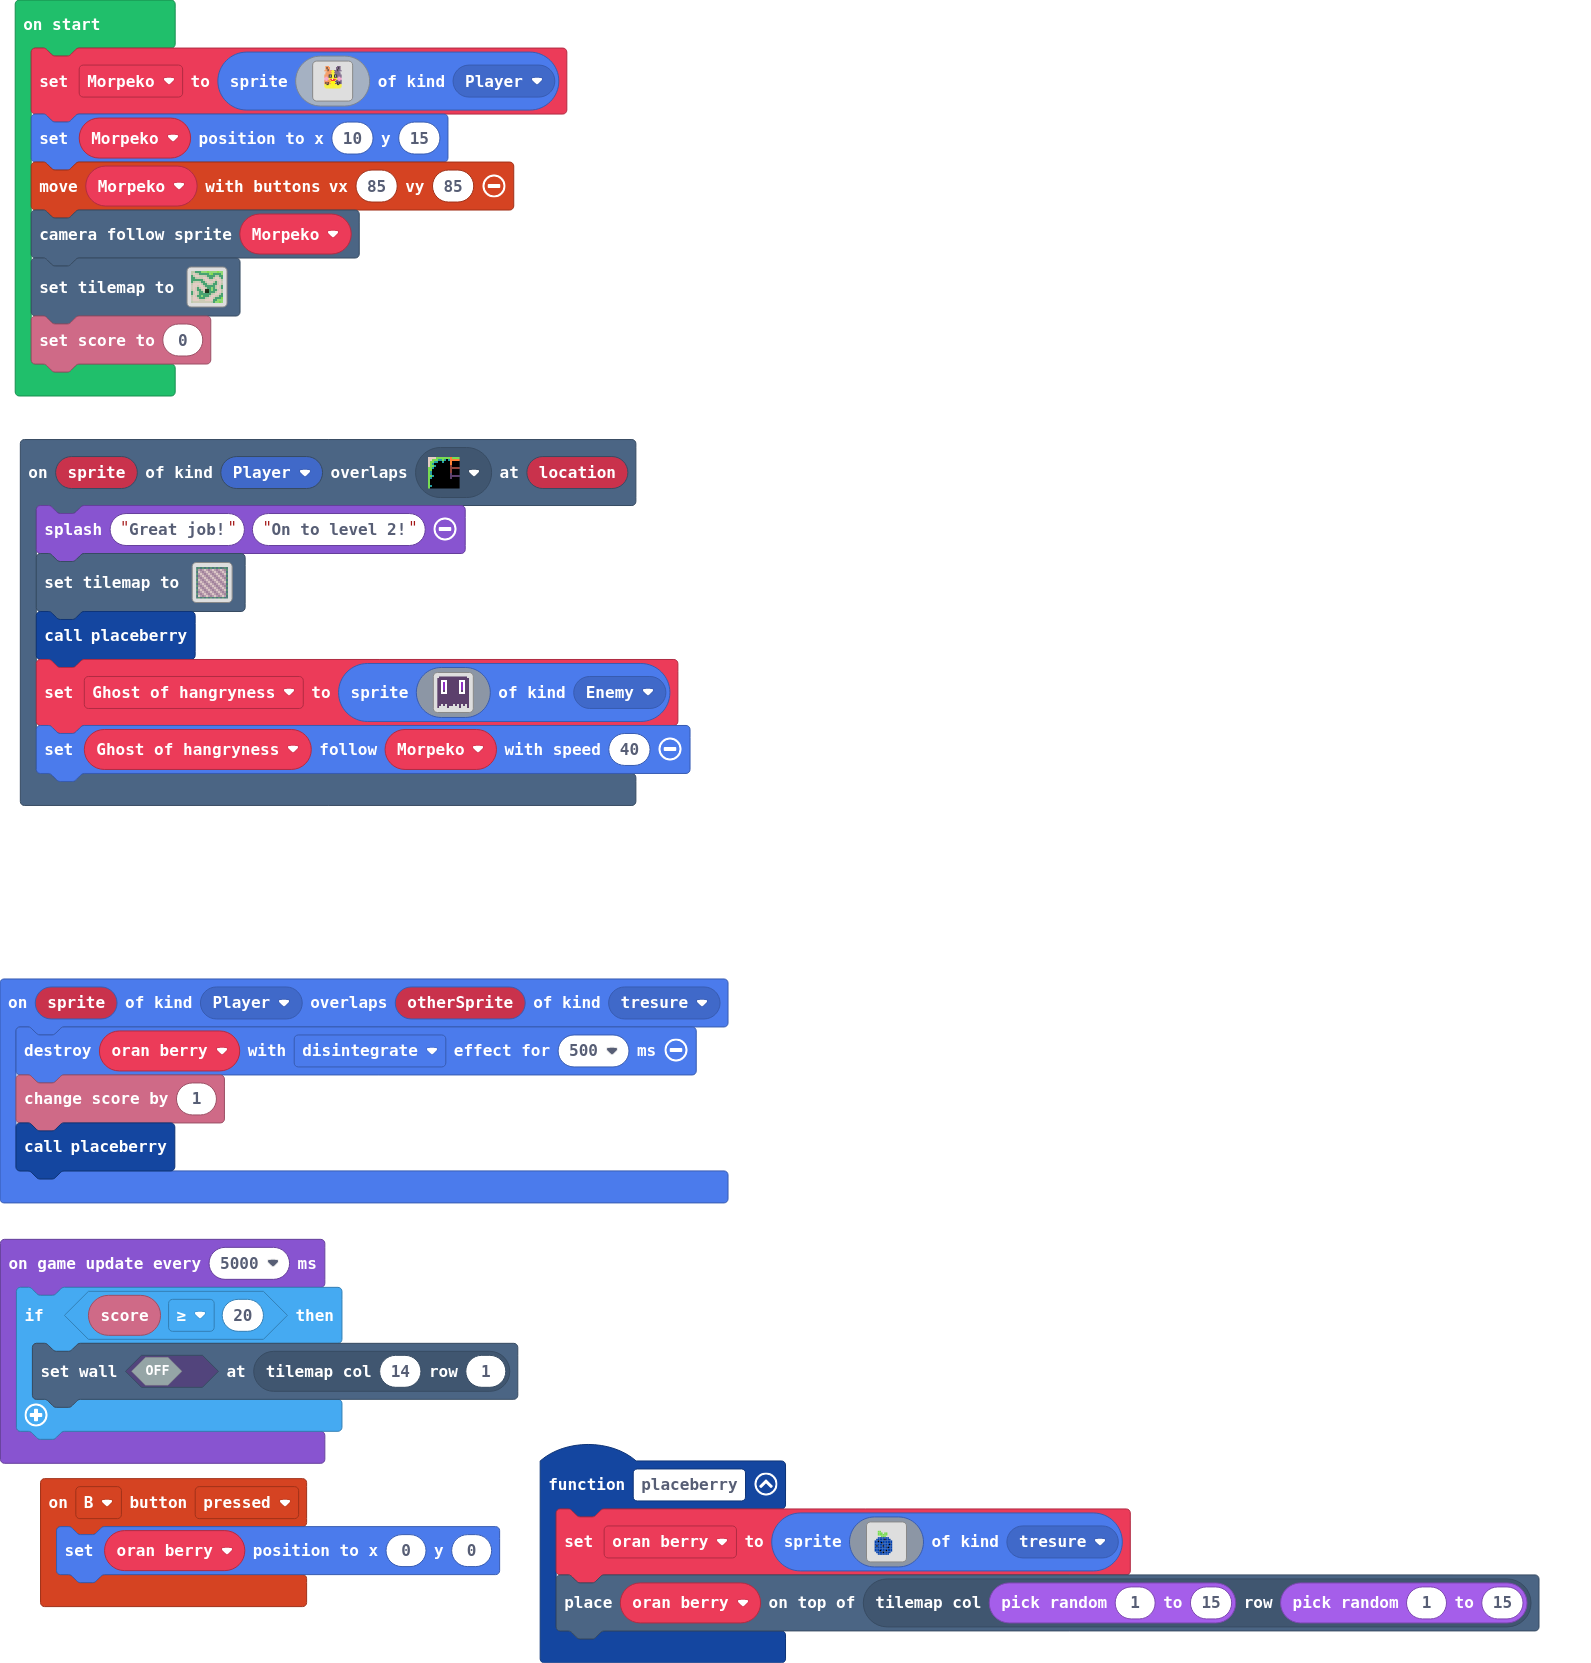 on start
set Morpeko to sprite of kind Player
set Morpeko position to x 10 y 15
move Morpeko with buttons vx 85 vy 85
camera follow sprite Morpeko
set tilemap to
set score to 0
on sprite of kind Player overlaps at location
splash "Great job!" "On to level 2!"
set tilemap to
call placeberry
set Ghost of hangryness to sprite of kind Enemy
set Ghost of hangryness follow Morpeko with speed 40
on sprite of kind Player overlaps otherSprite of kind tresure
destroy oran berry with disintegrate effect for 500 ms
change score by 1
call placeberry
on game update every 5000 ms
if score ≥ 20 then
set wall OFF at tilemap col 14 row 1
on B button pressed
set oran berry position to x 0 y 0
function placeberry
set oran berry to sprite of kind tresure
place oran berry on top of tilemap col pick random 1 to 15 row pick random 1 to 15